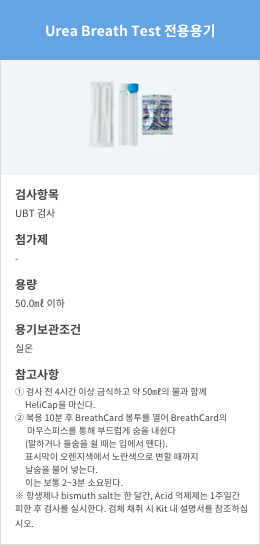 Urea Breath Test 전용용기
검사항목
UBT 검사
첨가제
-
용량
50.0㎖ 이하
용기보관조건
실온
참고사항
① 검사 전 4시간 이상 금식하고 약 50㎖의 물과 함께
HeliCap을 마신다.
② 복용 10분 후 BreathCard 봉투를 열어 BreathCard의
마우스피스를 통해 부드럽게 숨을 내쉰다
(말하거나 들숨을 쉴 때는 입에서 뗀다).
표시막이 오렌지색에서 노란색으로 변할 때까지
날숨을 불어 넣는다.
이는 보통 2~3분 소요된다.
※ 항생제나 bismuth salt는 한 달간, Acid 억제제는 1주일간
피한 후 검사를 실시한다. 검체 채취 시 Kit 내 설명서를 참조하십
시오.